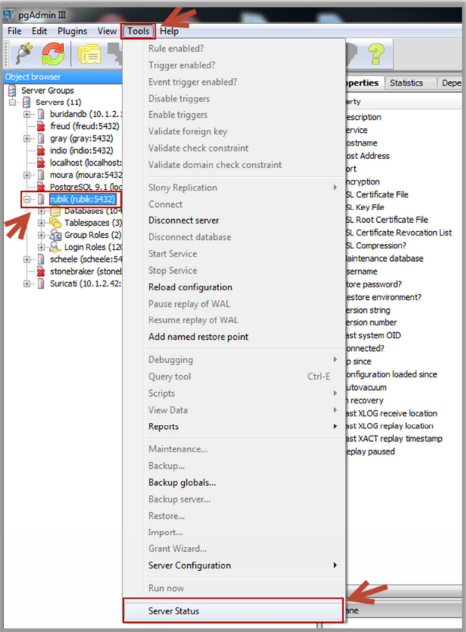 pgAdmin III
File Edit Plugins View Tools Help
Object browser
Server Groups
Servers (11)
buridandb (10.1.2.
freud (freud:5432)
gray (gray:5432)
indio (indio:5432)
localhost (localhost:
moura (moura:5432
PostgreSQL 9.1 (loc
rubik (rubik:5432)
Databases (10
Tablespaces (3)
Group Roles (2)
Login Roles (120
scheele (scheele:54
stonebraker (stoneb
Suricati (10.1.2.42:
Rule enabled?
Trigger enabled?
Event trigger enabled?
Disable triggers
Enable triggers
Validate foreign key
Validate check constraint
Validate domain check constraint
Slony Replication
Connect
Disconnect server
Disconnect database
Start Service
Stop Service
Reload configuration
Pause replay of WAL
Resume replay of WAL
Add named restore point
Debugging
Query tool Ctrl-E
Scripts
View Data
Reports
Maintenance...
Backup...
Backup globals...
Backup server...
Restore...
Import...
Grant Wizard...
Server Configuration
Run now
Server Status
operties Statistics Depe
erty
escription
ervice
ostname
ost Address
ort
ncryption
SL Certificate File
SL Key File
SL Root Certificate File
SL Certificate Revocation List
SL Compression?
aintenance database
sername
tore password?
estore environment?
ersion string
ersion number
ast system OID
onnected?
p since
onfiguration loaded since
utovacuum
n recovery
ast XLOG receive location
ast XLOG replay location
ast XACT replay timestamp
eplay paused
ane